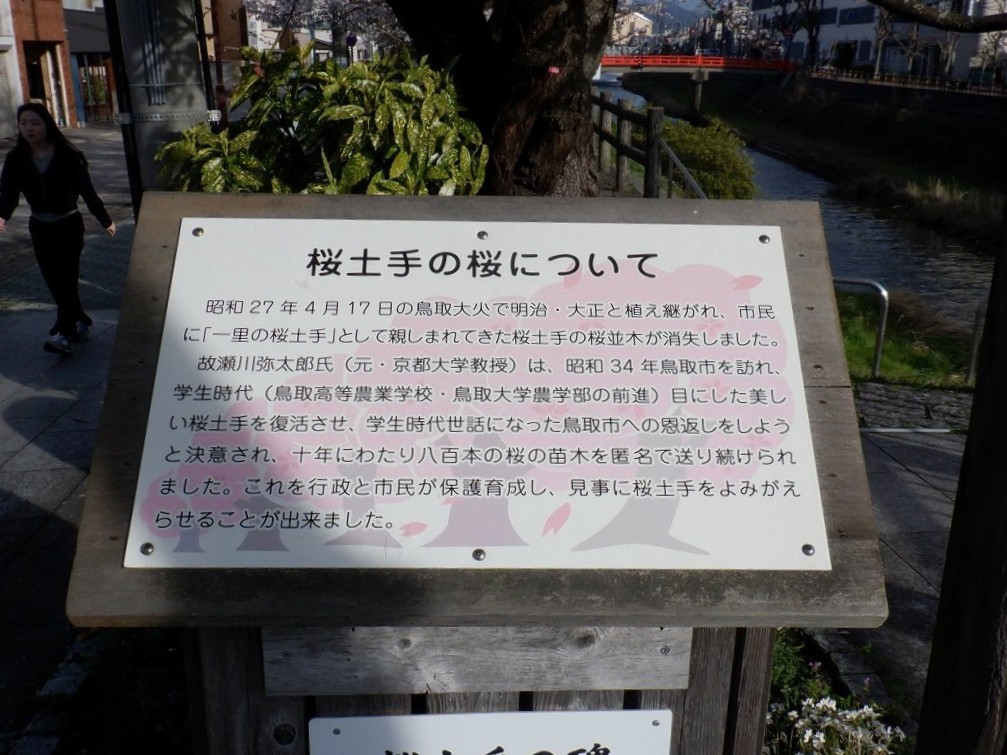 桜土手の桜について
昭和27年4月17日の鳥取大火で明治・大正と植え継がれ、市民
に「一里の桜土手」として親しまれてきた桜土手の桜並木が消失しました。
故瀬川弥太郎氏（元・京都大学教授）は、昭和34年鳥取市を訪れ、
学生時代（鳥取高等農業学校・鳥取大学農学部の前進）目にした美し
い桜土手を復活させ、学生時代世話になった鳥取市への恩返しをしよう
と決意され、十年にわたり八百本の桜の苗木を匿名で送り続けられ
ました。これを行政と市民が保護育成し、見事に桜土手をよみがえ
らせることが出来ました。
桜土手の碑